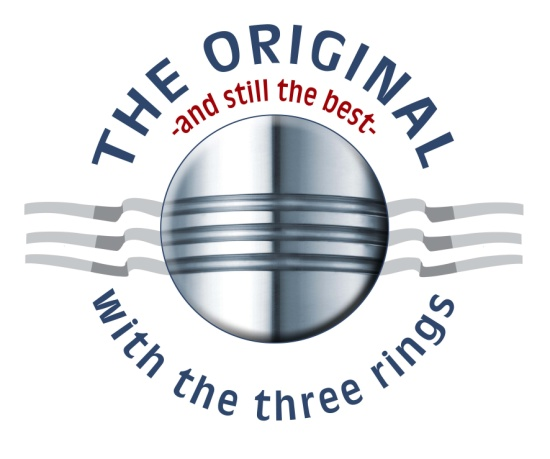 THE ORIGINAL
-and still the best-
with the three rings